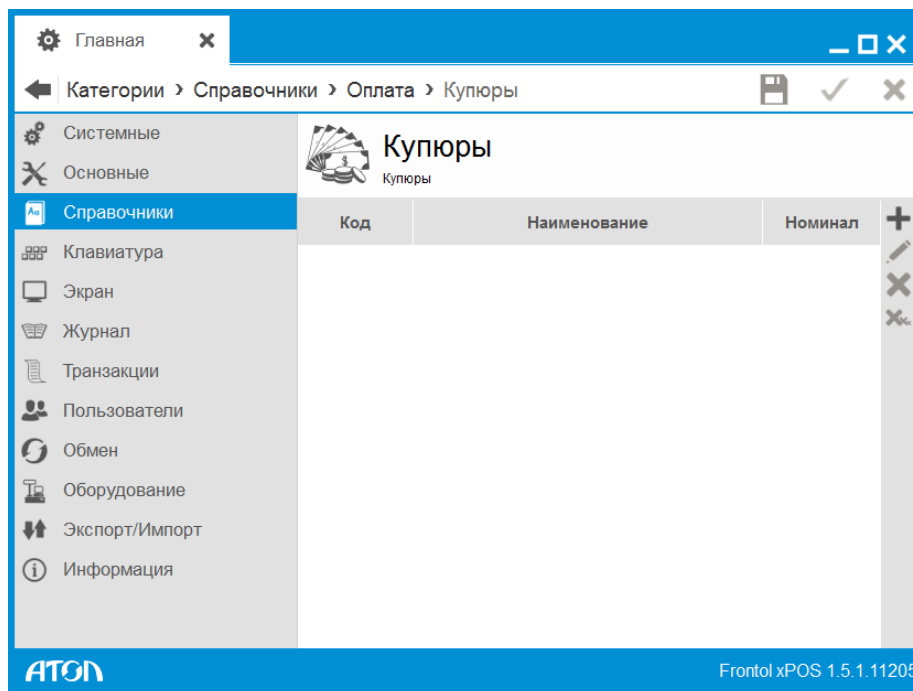 Главная
Категории › Справочники › Оплата › Купюры
Системные
Основные
Справочники
Клавиатура
Экран
Журнал
Транзакции
Пользователи
Обмен
Оборудование
Экспорт/Импорт
Информация
Купюры
Купюры
Код Наименование Номинал
АТОЛ
Frontol xPOS 1.5.1.11205